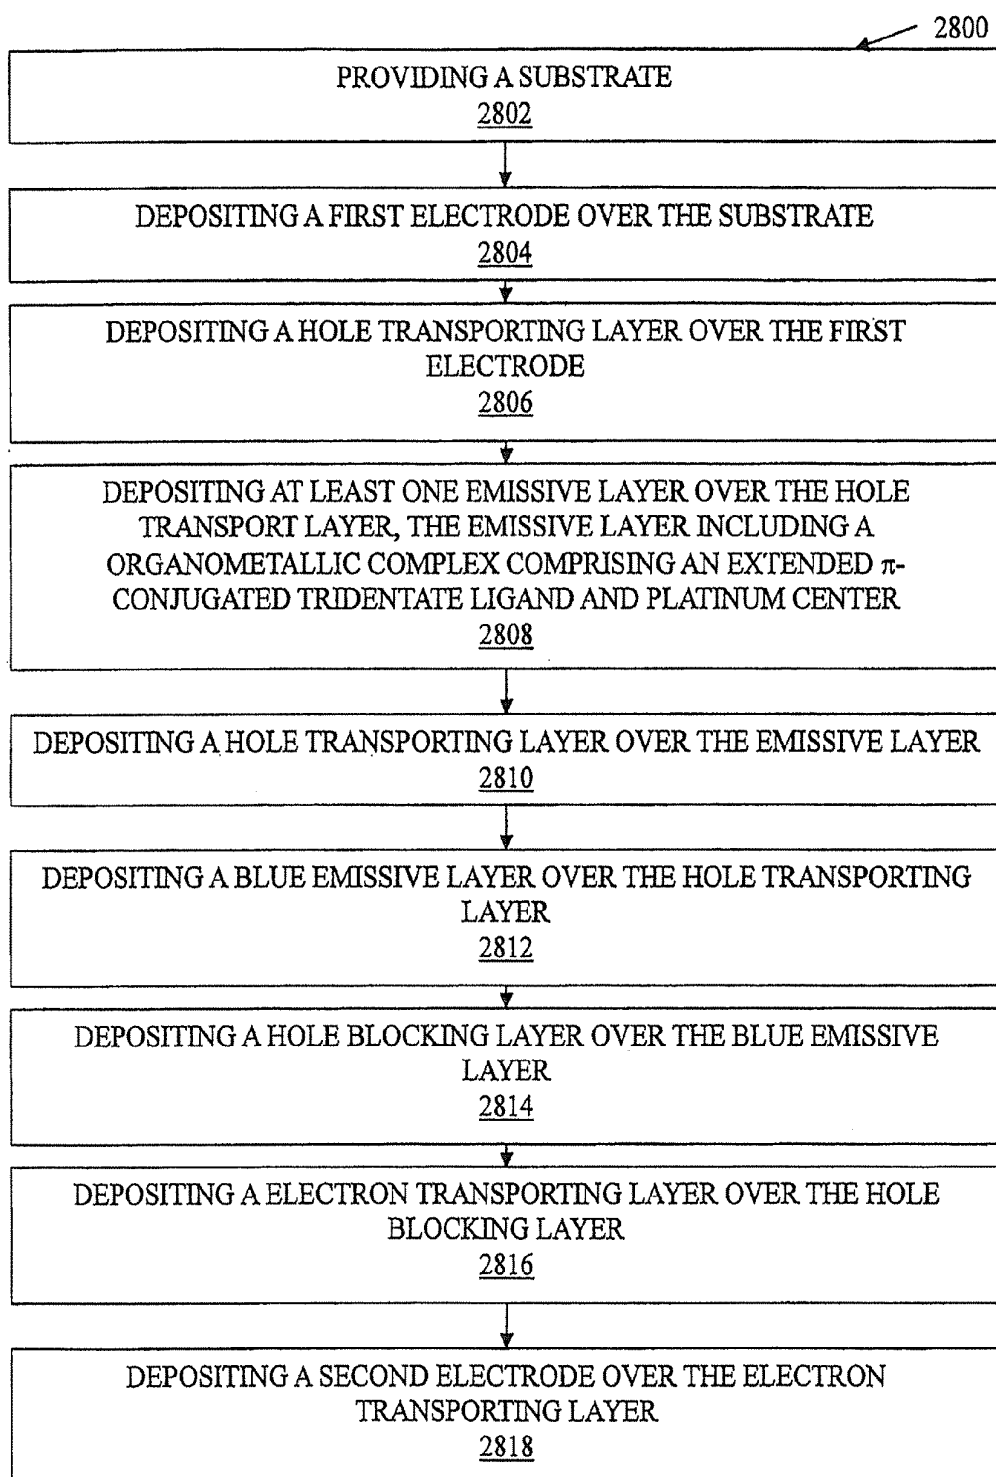 2800
PROVIDING A SUBSTRATE
2802
DEPOSITING A FIRST ELECTRODE OVER THE SUBSTRATE
2804
DEPOSITING A HOLE TRANSPORTING LAYER OVER THE FIRST
ELECTRODE
2806
DEPOSITING AT LEAST ONE EMISSIVE LAYER OVER THE HOLE
TRANSPORT LAYER, THE EMISSIVE LAYER INCLUDING A
ORGANOMETALLIC COMPLEX COMPRISING AN EXTENDED π-
CONJUGATED TRIDENTATE LIGAND AND PLATINUM CENTER
2808
DEPOSITING A HOLE TRANSPORTING LAYER OVER THE EMISSIVE LAYER
2810
DEPOSITING A BLUE EMISSIVE LAYER OVER THE HOLE TRANSPORTING
LAYER
2812
DEPOSITING A HOLE BLOCKING LAYER OVER THE BLUE EMISSIVE
LAYER
2814
DEPOSITING A ELECTRON TRANSPORTING LAYER OVER THE HOLE
BLOCKING LAYER
2816
DEPOSITING A SECOND ELECTRODE OVER THE ELECTRON
TRANSPORTING LAYER
2818